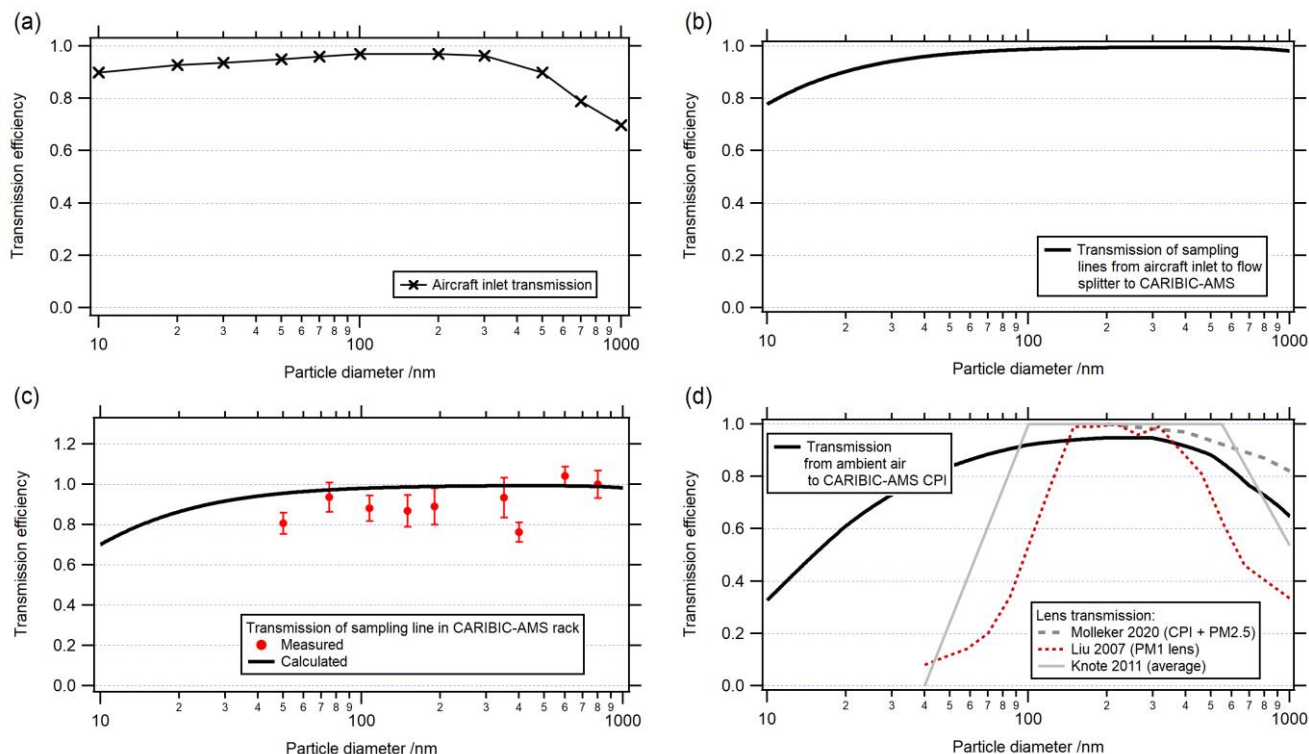 (a)
1.0
0.8
0.6
0.4
0.2
0.0
Transmission efficiency
Aircraft inlet transmission
10 2 3 4 5 6 7 8 9 100 2 3 4 5 6 7 8 9 1000
Particle diameter /nm
(b)
1.0
0.8
0.6
0.4
0.2
0.0
Transmission efficiency
Transmission of sampling
lines from aircraft inlet to flow
splitter to CARIBIC-AMS
10 2 3 4 5 6 7 8 9 100 2 3 4 5 6 7 8 9 1000
Particle diameter /nm
(c)
1.2
1.0
0.8
0.6
0.4
0.2
0.0
Transmission efficiency
Transmission of sampling line in CARIBIC-AMS rack
Measured
Calculated
10 2 3 4 5 6 7 8 9 100 2 3 4 5 6 7 8 9 1000
Particle diameter /nm
(d)
1.0
0.8
0.6
0.4
0.2
0.0
Transmission efficiency
Transmission
from ambient air
to CARIBIC-AMS CPI
Lens transmission:
Molleker 2020 (CPI + PM2.5)
Liu 2007 (PM1 lens)
Knote 2011 (average)
10 2 3 4 5 6 7 8 9 100 2 3 4 5 6 7 8 9 1000
Particle diameter /nm